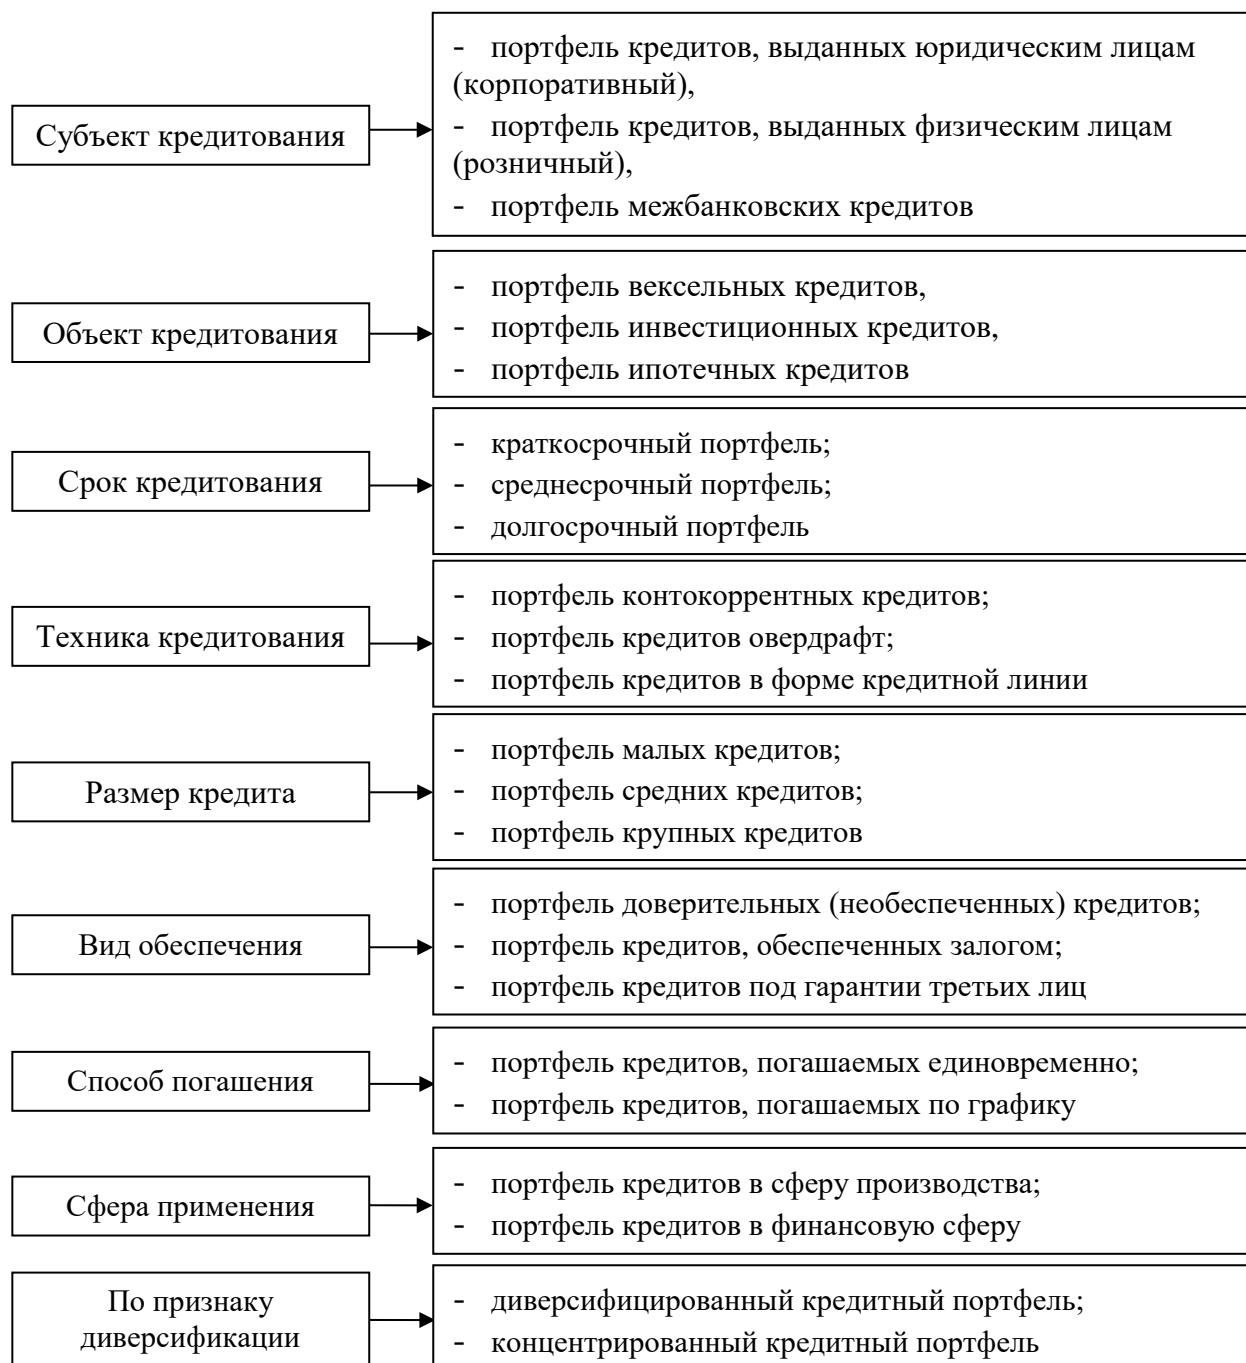 Субъект кредитования
- портфель кредитов, выданных юридическим лицам
(корпоративный),
- портфель кредитов, выданных физическим лицам
(розничный),
- портфель межбанковских кредитов
Объект кредитования
- портфель вексельных кредитов,
- портфель инвестиционных кредитов,
- портфель ипотечных кредитов
Срок кредитования
- краткосрочный портфель;
- среднесрочный портфель;
- долгосрочный портфель
Техника кредитования
- портфель контокоррентных кредитов;
- портфель кредитов овердрафт;
- портфель кредитов в форме кредитной линии
Размер кредита
- портфель малых кредитов;
- портфель средних кредитов;
- портфель крупных кредитов
Вид обеспечения
- портфель доверительных (необеспеченных) кредитов;
- портфель кредитов, обеспеченных залогом;
- портфель кредитов под гарантии третьих лиц
Способ погашения
- портфель кредитов, погашаемых единовременно;
- портфель кредитов, погашаемых по графику
Сфера применения
- портфель кредитов в сферу производства;
- портфель кредитов в финансовую сферу
По признаку
диверсификации
- диверсифицированный кредитный портфель;
- концентрированный кредитный портфель